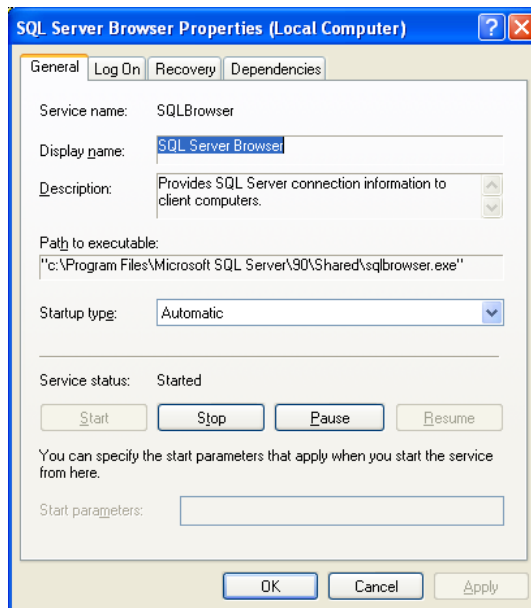 SQL Server Browser Properties (Local Computer)
General Log On Recovery Dependencies
Service name: SQLBrowser
Display name: SQL Server Browser
Description: Provides SQL Server connection information to
client computers.
Path to executable:
"c:\Program Files\Microsoft SQL Server\90\Shared\sqlbrowser.exe"
Startup type: Automatic
Service status: Started
Start Stop Pause Resume
You can specify the start parameters that apply when you start the service
from here.
Start parameters:
OK Cancel Apply